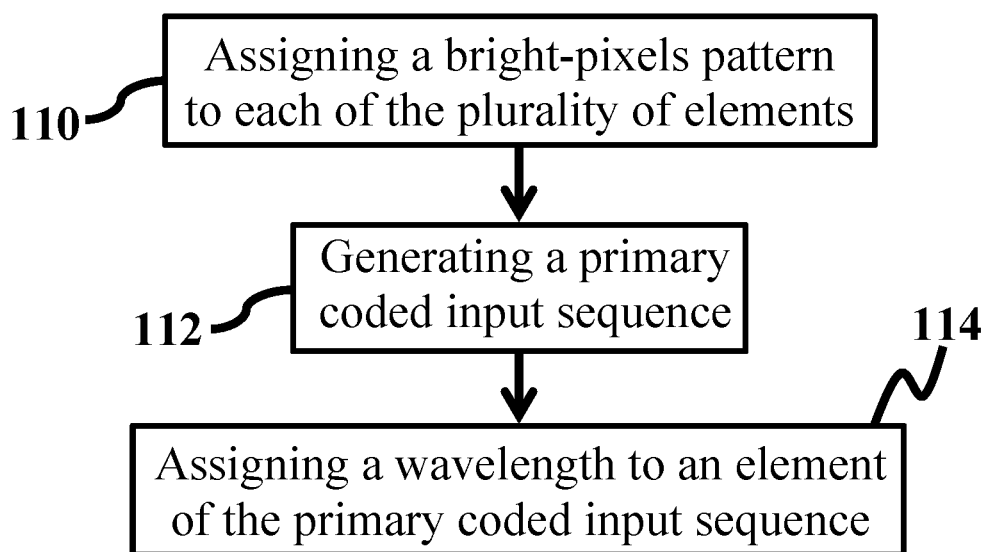 Assigning a bright-pixels pattern
to each of the plurality of elements
110
Generating a primary
coded input sequence
112
114
Assigning a wavelength to an element
of the primary coded input sequence